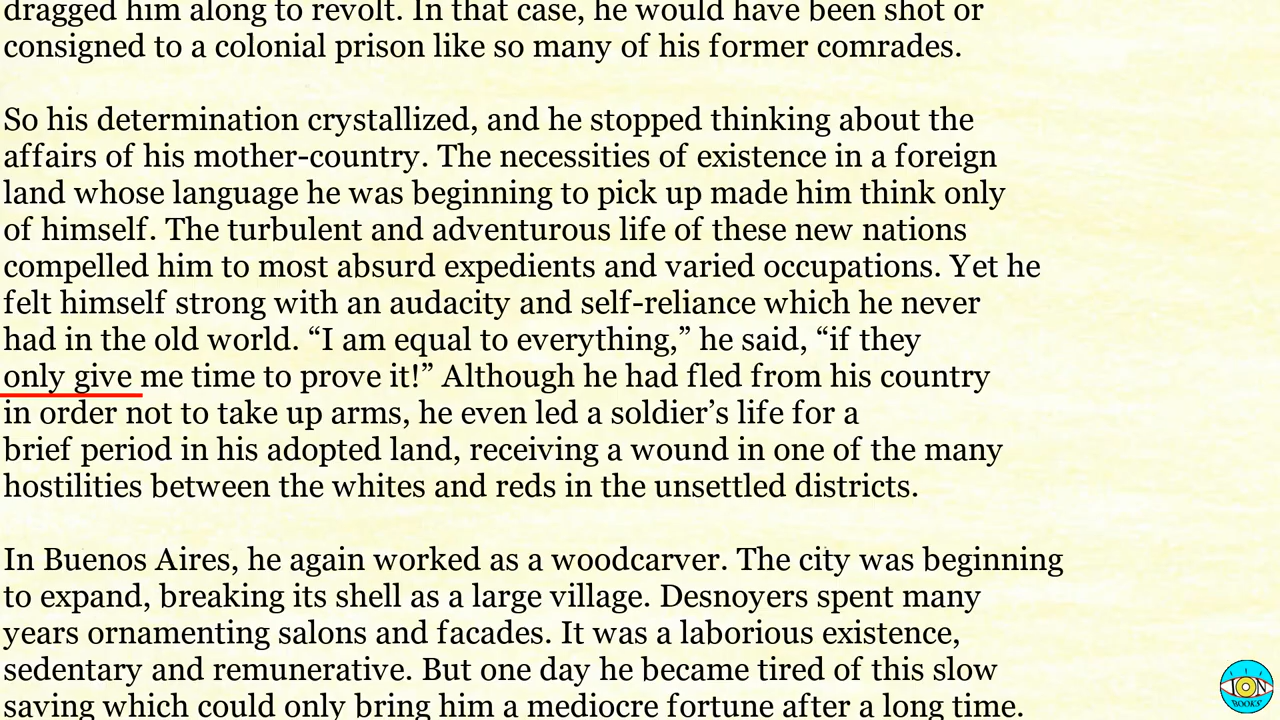 dragged him along to revolt. In that case, he would have been shot or
consigned to a colonial prison like so many of his former comrades.
So his determination crystallized, and he stopped thinking about the
affairs of his mother-country. The necessities of existence in a foreign
land whose language he was beginning to pick up made him think only
of himself. The turbulent and adventurous life of these new nations
compelled him to most absurd expedients and varied occupations. Yet he
felt himself strong with an audacity and self-reliance which he never
had in the old world. “I am equal to everything,” he said, “if they
only give me time to prove it!” Although he had fled from his country
in order not to take up arms, he even led a soldier’s life for a
brief period in his adopted land, receiving a wound in one of the many
hostilities between the whites and reds in the unsettled districts.
In Buenos Aires, he again worked as a woodcarver. The city was beginning
to expand, breaking its shell as a large village. Desnoyers spent many
years ornamenting salons and facades. It was a laborious existence,
sedentary and remunerative. But one day he became tired of this slow
saving which could only bring him a mediocre fortune after a long time.
ION
BOOKS